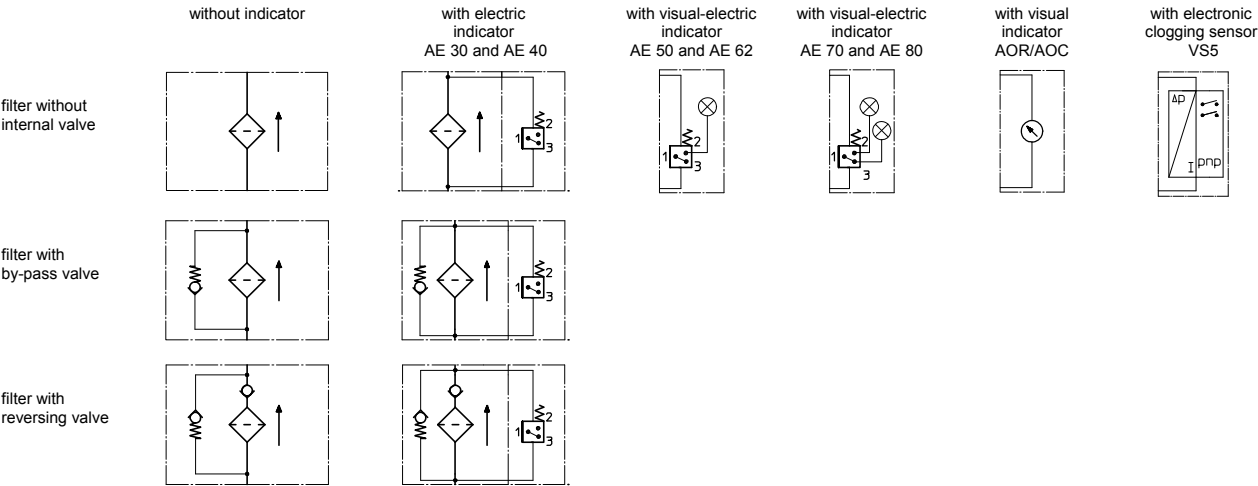 without indicator
with electric
indicator
AE 30 and AE 40
with visual-electric
indicator
AE 50 and AE 62
with visual-electric
indicator
AE 70 and AE 80
with visual
indicator
AOR/AOC
with electronic
clogging sensor
VS5
filter without
internal valve
1 2
3
1 2
3
1 2
3
Δp
I pnp
filter with
by-pass valve
1 2
3
filter with
reversing valve
1 2
3